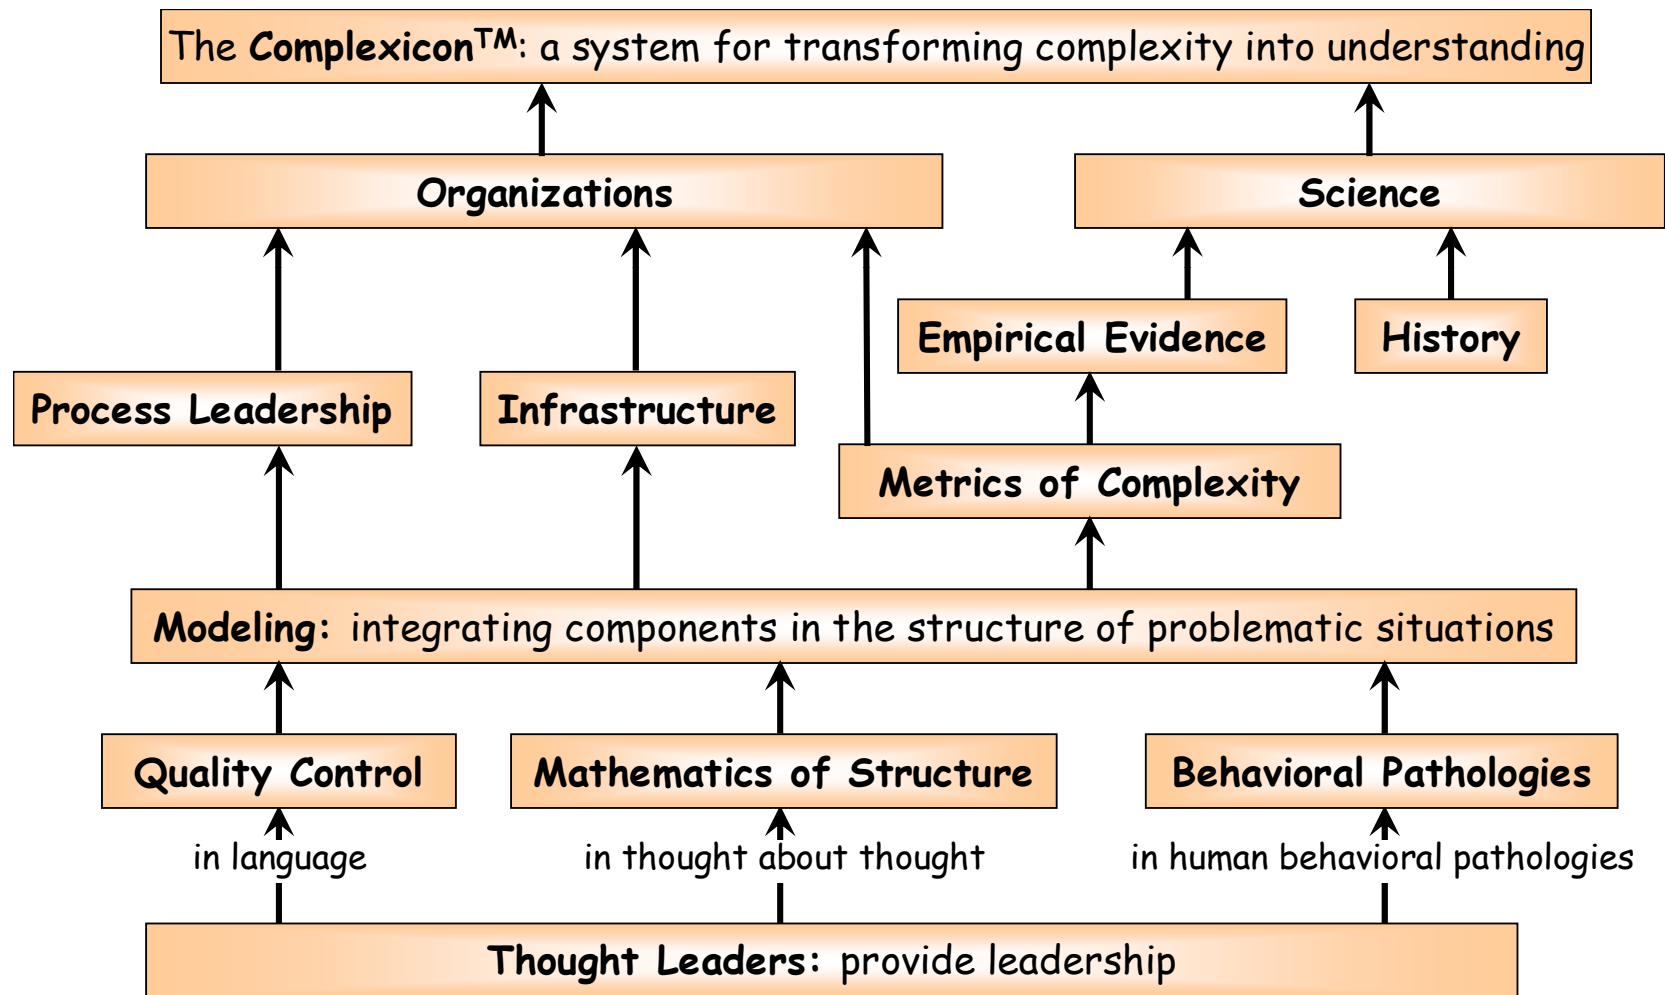 The Complexicon™: a system for transforming complexity into understanding
Organizations
Science
Empirical Evidence
History
Process Leadership
Infrastructure
Metrics of Complexity
Modeling: integrating components in the structure of problematic situations
Quality Control
Mathematics of Structure
Behavioral Pathologies
in language
in thought about thought
in human behavioral pathologies
Thought Leaders: provide leadership